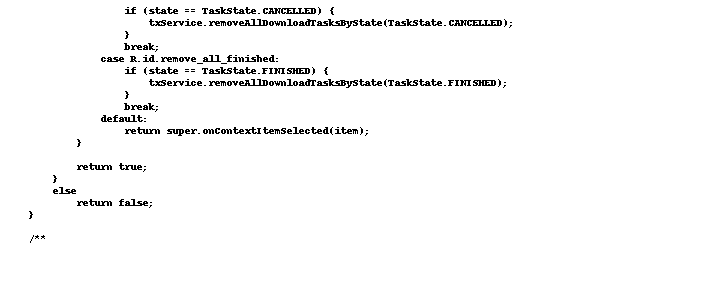 if (state == TaskState.CANCELLED) {
txService.removeAllDownloadTasksByState(TaskState.CANCELLED);
}
break;
case R.id.remove_all_finished:
if (state == TaskState.FINISHED) {
txService.removeAllDownloadTasksByState(TaskState.FINISHED);
}
break;
default:
return super.onContextItemSelected(item);
}
return true;
}
else
return false;
}
/**